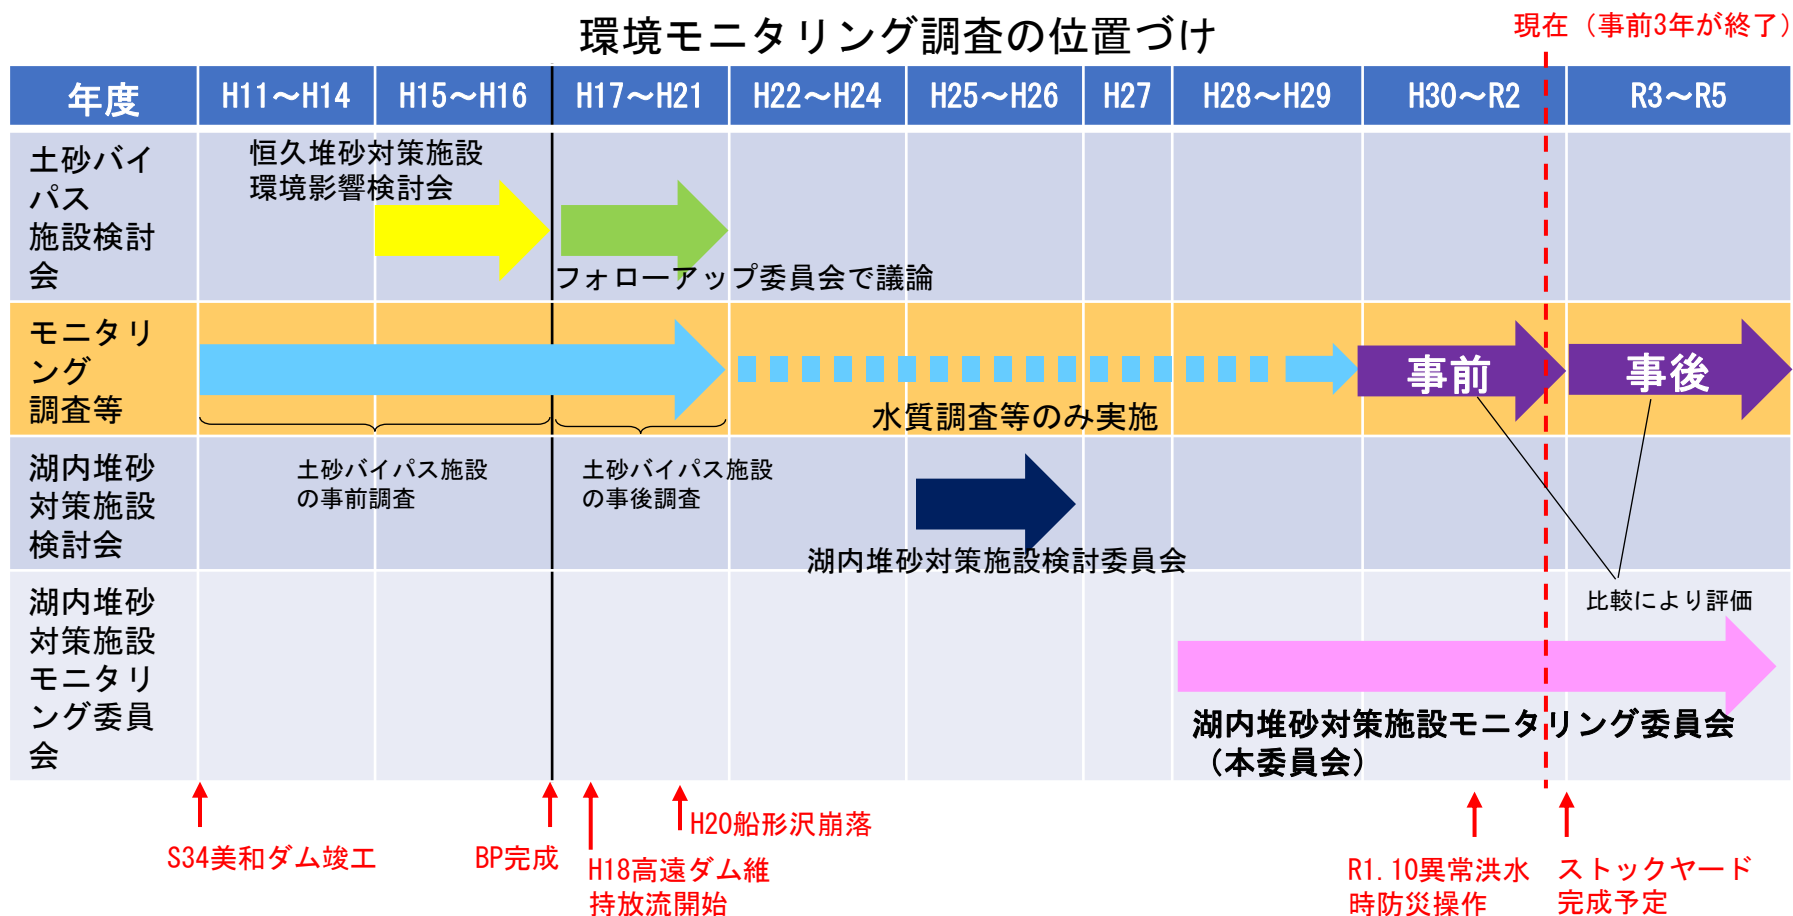 環境モニタリング調査の位置づけ
現在（事前3年が終了）
年度
H11～H14
H15～H16
H17～H21
H22～H24
H25～H26
H27
H28～H29
H30～R2
R3～R5
土砂バイ
パス
施設検討
会
恒久堆砂対策施設
環境影響検討会
フォローアップ委員会で議論
モニタリ
ング
調査等
水質調査等のみ実施
事前
事後
湖内堆砂
対策施設
検討会
土砂バイパス施設
の事前調査
土砂バイパス施設
の事後調査
湖内堆砂対策施設検討委員会
比較により評価
湖内堆砂
対策施設
モニタリ
ング委員
会
湖内堆砂対策施設モニタリング委員会
（本委員会）
S34美和ダム竣工
BP完成
H18高遠ダム維
持放流開始
H20船形沢崩落
R1.10異常洪水
時防災操作
ストックヤード
完成予定